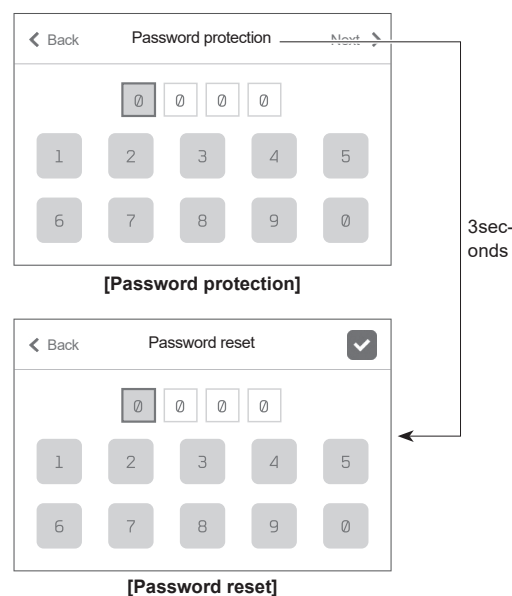 Back Password protection Next
0 0 0 0
1 2 3 4 5
6 7 8 9 0
[Password protection]
3sec-
onds
Back Password reset
0 0 0 0
1 2 3 4 5
6 7 8 9 0
[Password reset]